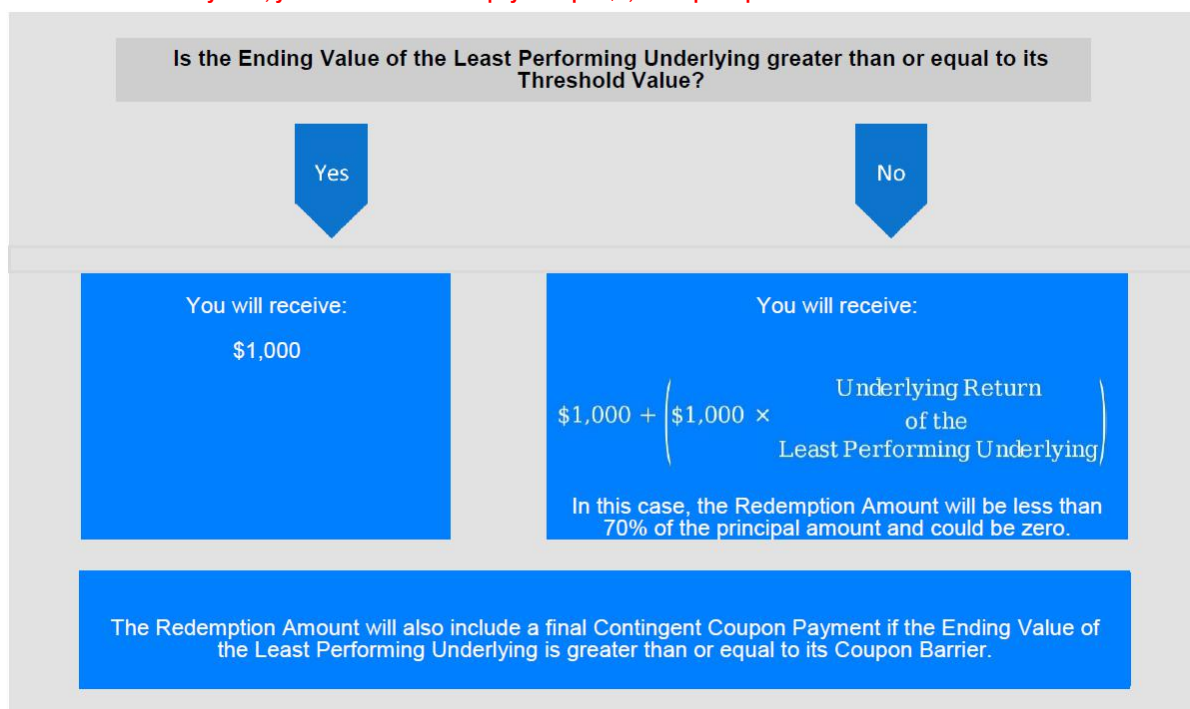 Is the Ending Value of the Least Performing Underlying greater than or equal to its
Threshold Value?
Yes
No
You will receive:
$1,000
You will receive:
$1,000 + ($1,000 × Underlying Return
of the
Least Performing Underlying)
In this case, the Redemption Amount will be less than
70% of the principal amount and could be zero.
The Redemption Amount will also include a final Contingent Coupon Payment if the Ending Value of
the Least Performing Underlying is greater than or equal to its Coupon Barrier.